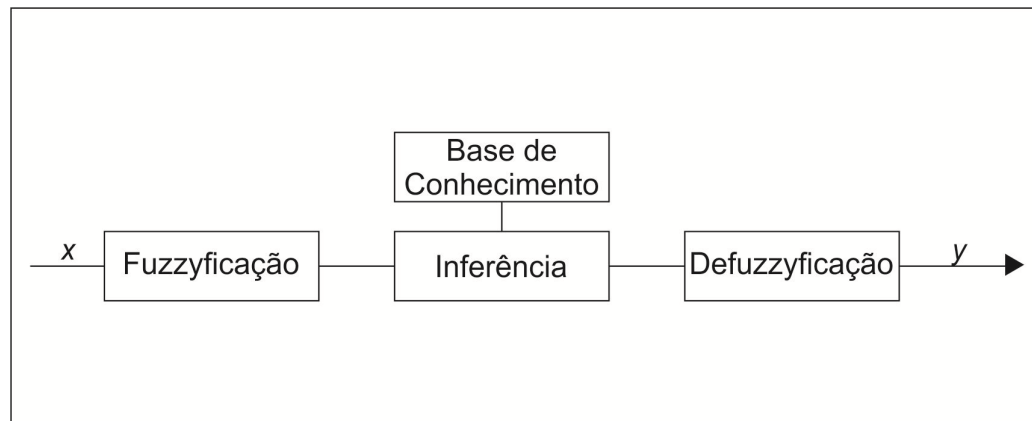 Base de
Conhecimento
x
Fuzzyficação
Inferência
Defuzzyficação
y